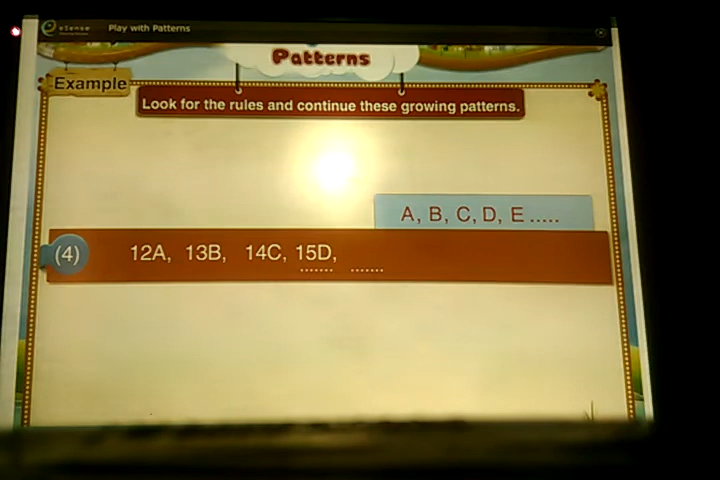 eSense
Play with Patterns
Patterns
Example
Look for the rules and continue these growing patterns.
A, B, C, D, E .....
(4) 12A, 13B, 14C, 15D,
....... .......